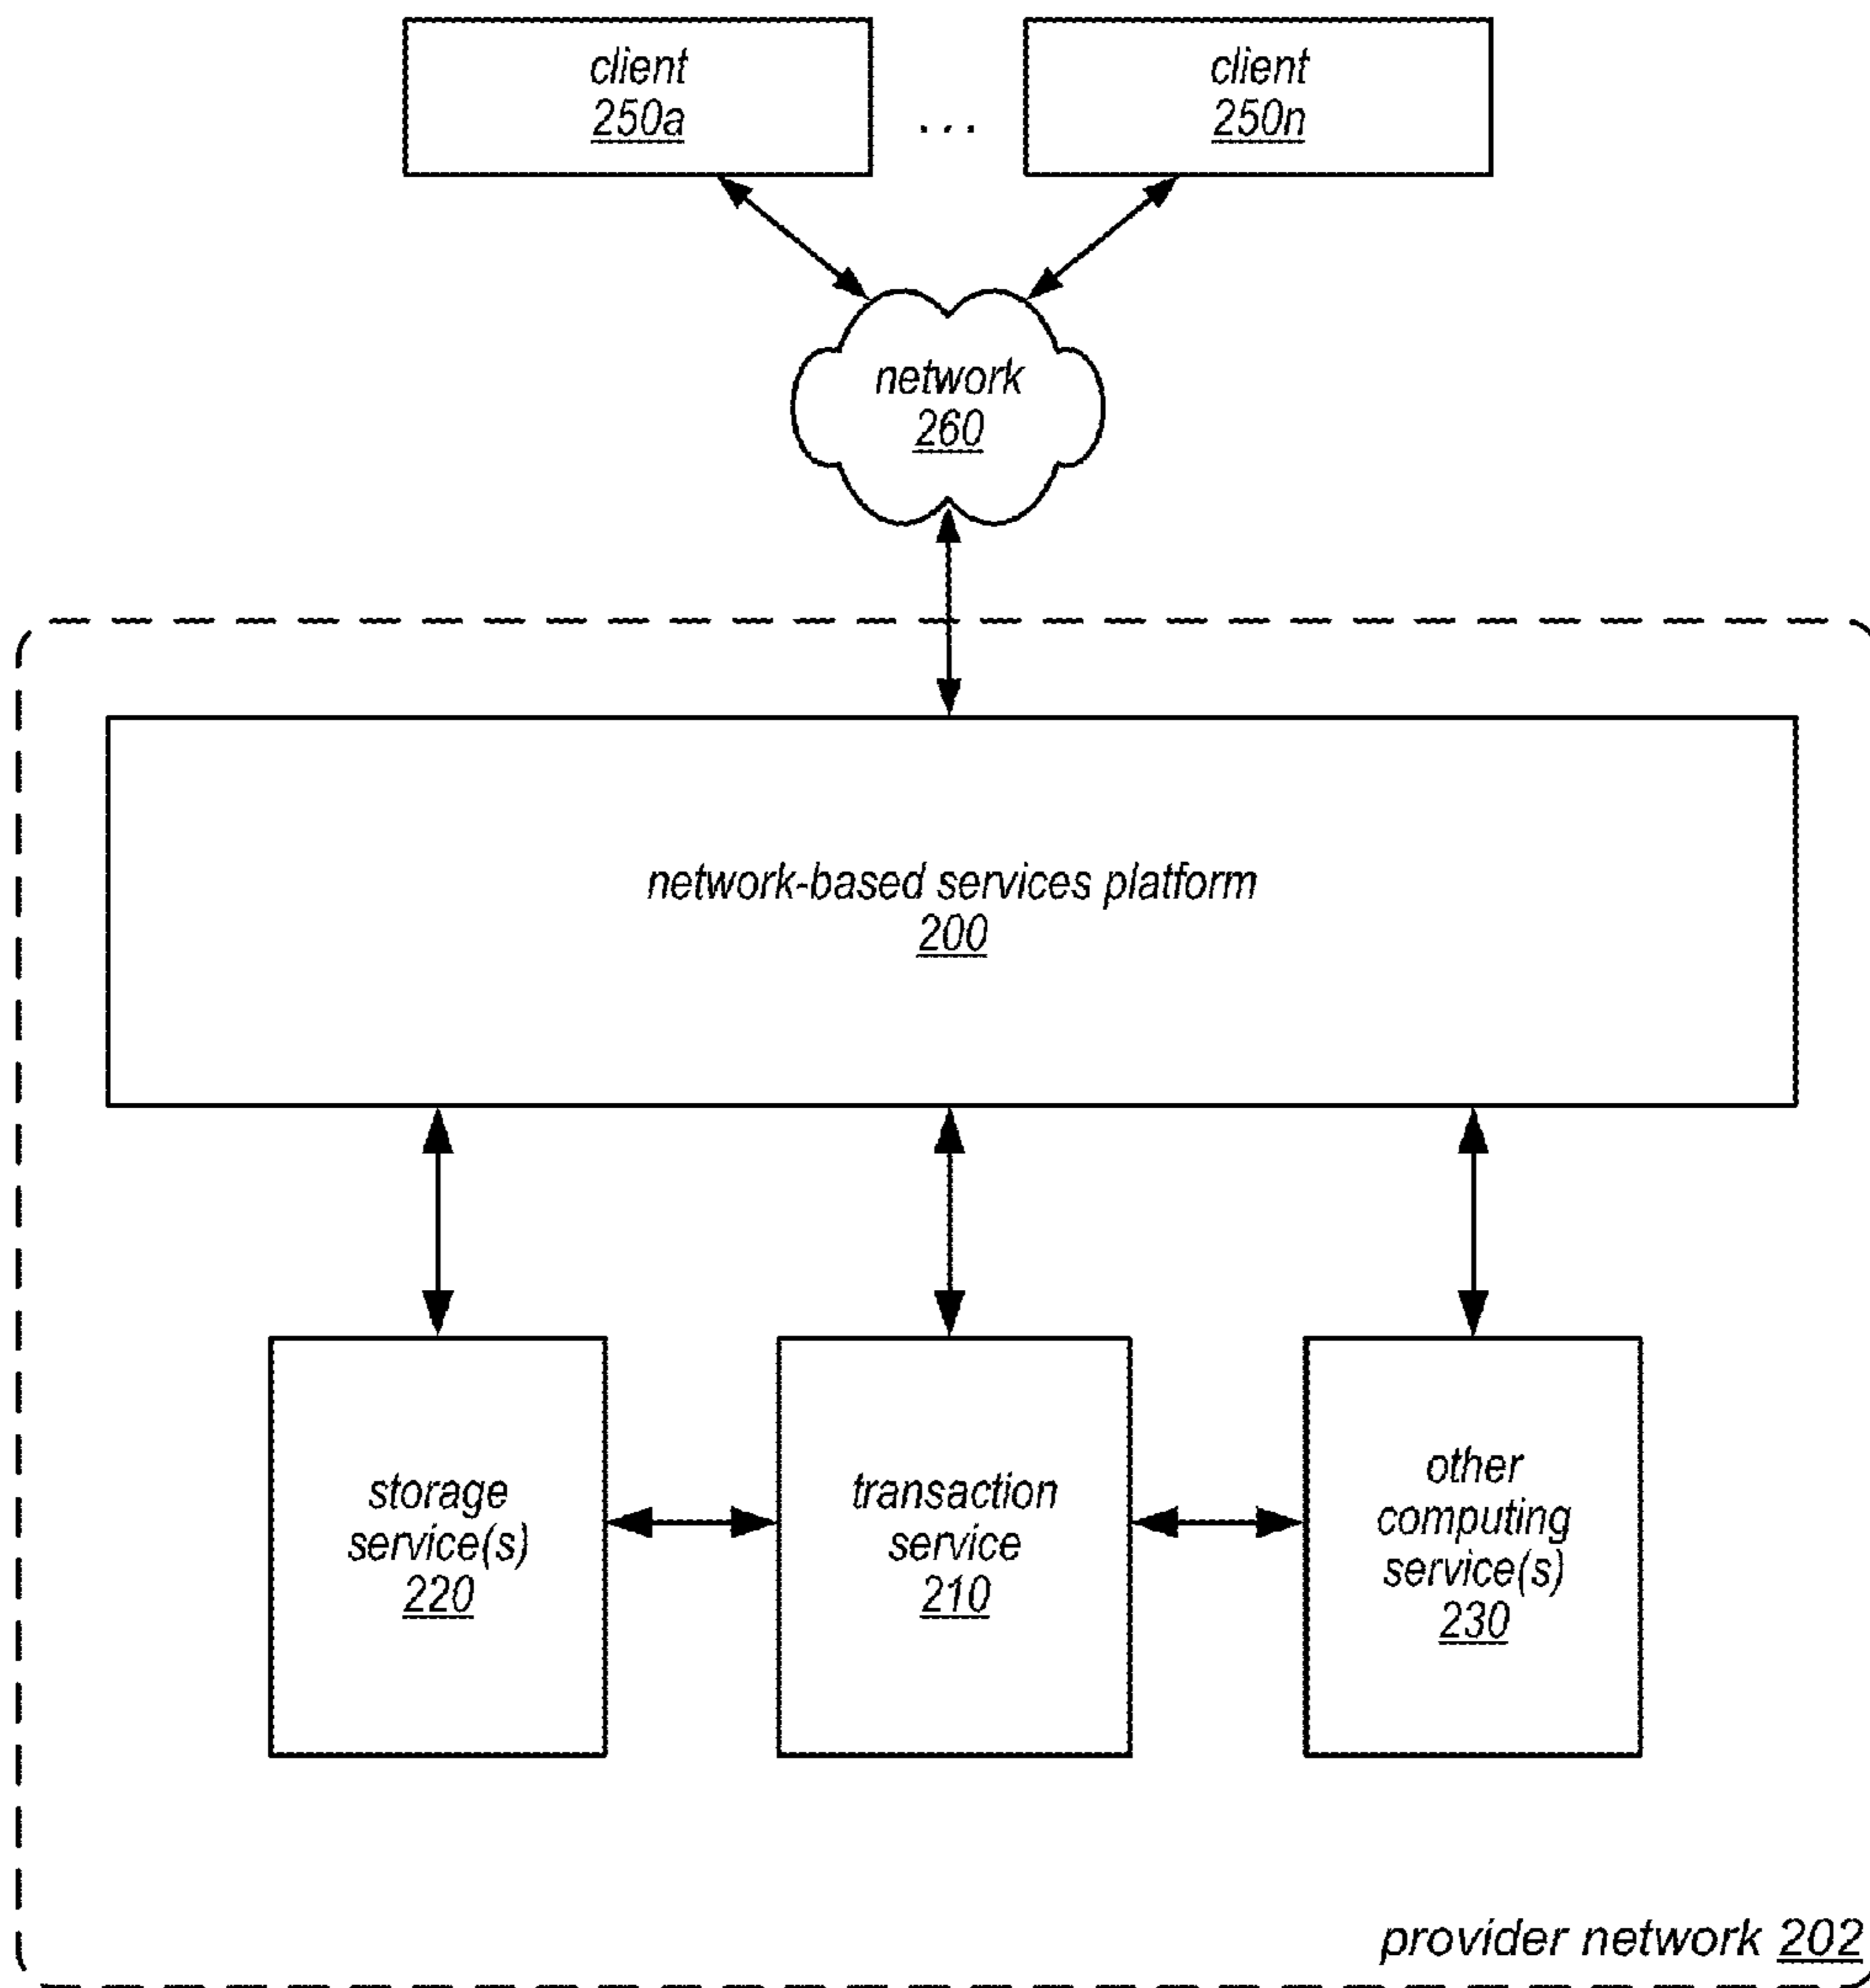 client
250a
...
client
250n
network
260
network-based services platform
200
storage
service(s)
220
transaction
service
210
other
computing
service(s)
230
provider network 202